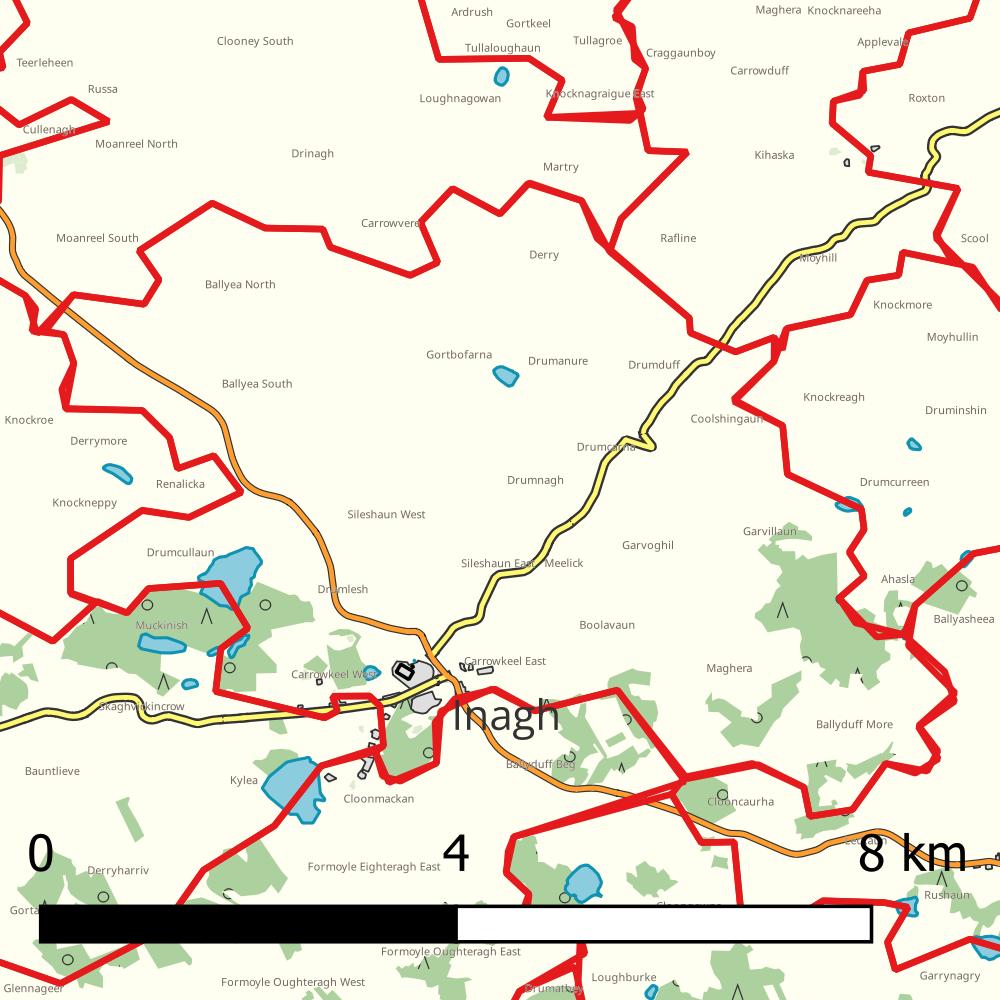 Ardrush
Gortkeel
Maghera
Knocknareeha
Clooney South
Tullaloughaun
Tullagroe
Craggaunboy
Applevale
Teerleheen
Carrowduff
Russa
Loughnagowan
Knocknagraigue East
Roxton
Cullenagh
Moanreel North
Drinagh
Martry
Kihaska
Moanreel South
Carrowvere
Derry
Rafline
Scool
Moyhill
Ballyea North
Knockmore
Moyhullin
Gortbofarna
Drumanure
Drumduff
Ballyea South
Knockreagh
Druminshin
Knockroe
Coolshingaun
Derrymore
Drumcarna
Renalicka
Drumnagh
Drumcurreen
Knockneppy
Sileshaun West
Garvillaun
Drumcullaun
Garvoghil
Sileshaun East
Meelick
Drumlesh
Ahasla
Muckinish
Boolavaun
Ballyasheea
Carrowkeel West
Carrowkeel East
Maghera
Skaghvickincrow
Inagh
Ballyduff More
Bauntlieve
Kylea
Ballyduff Beg
Cloonmackan
Clooncaurha
0
4
8 km
Derryharriv
Formoyle Eighteragh East
Rushaun
Formoyle Oughteragh East
Glennageer
Formoyle Oughteragh West
Loughburke
Garrynagry